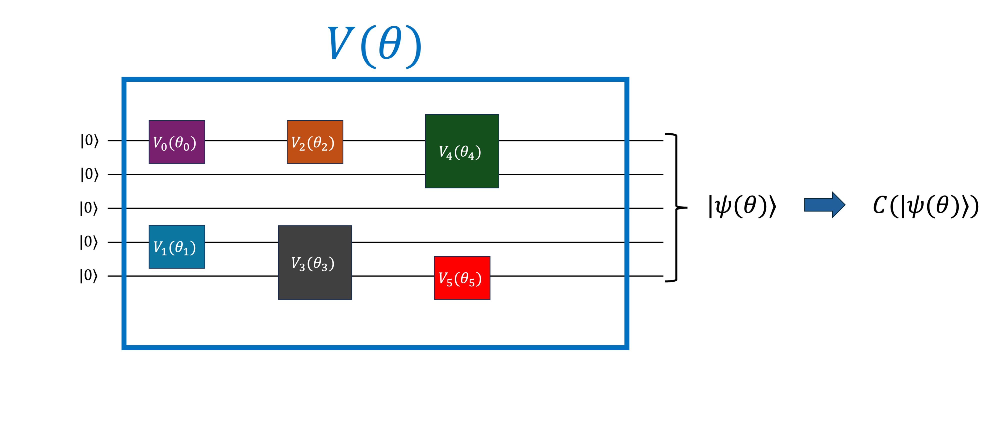 V(θ)
|0⟩ V₀(θ₀) V₂(θ₂) V₄(θ₄)
|0⟩
|0⟩ |ψ(θ)⟩ C(|ψ(θ)⟩)
|0⟩ V₁(θ₁) V₃(θ₃)
|0⟩ V₅(θ₅)